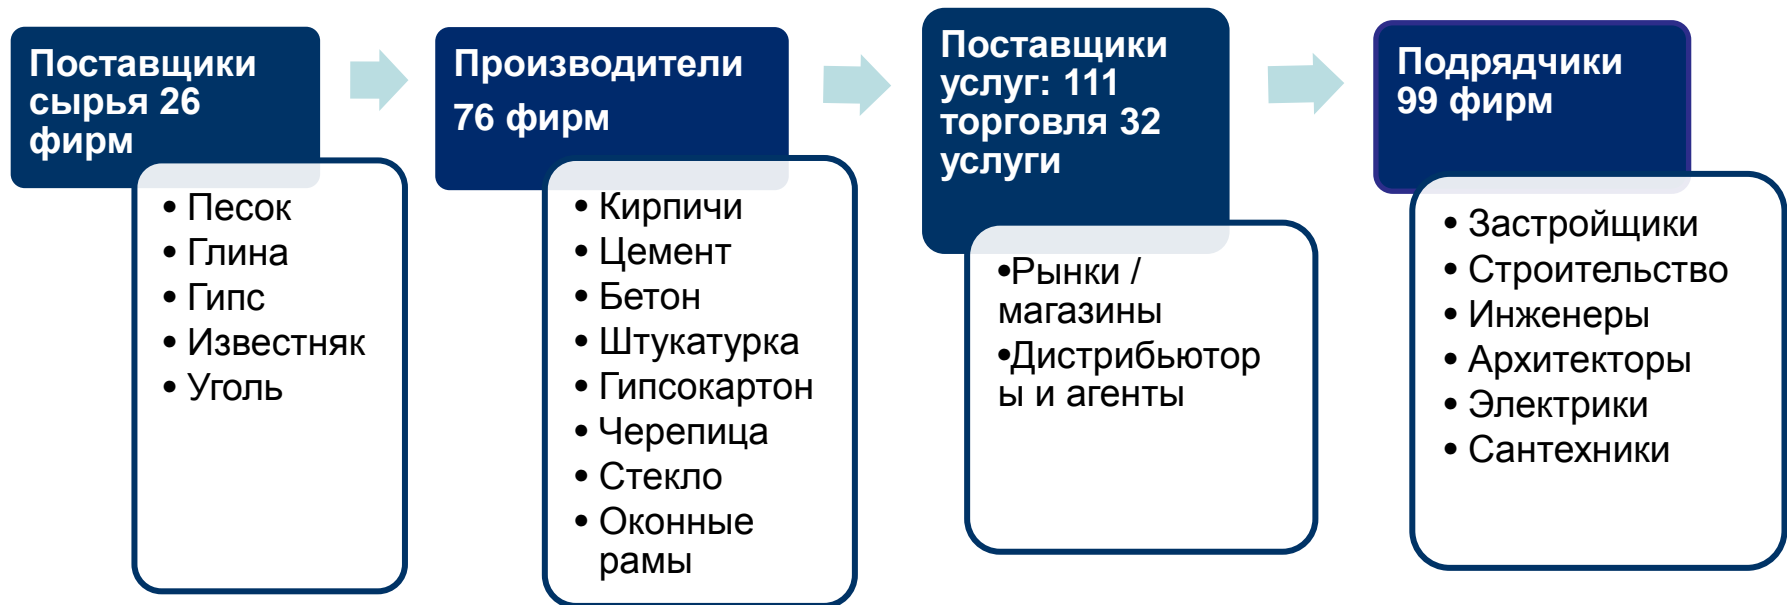 Поставщики
сырья 26
фирм
• Песок
• Глина
• Гипс
• Известняк
• Уголь
Производители
76 фирм
• Кирпичи
• Цемент
• Бетон
• Штукатурка
• Гипсокартон
• Черепица
• Стекло
• Оконные
рамы
Поставщики
услуг: 111
торговля 32
услуги
•Рынки /
магазины
•Дистрибьютор
ы и агенты
Подрядчики
99 фирм
• Застройщики
• Строительство
• Инженеры
• Архитекторы
• Электрики
• Сантехники